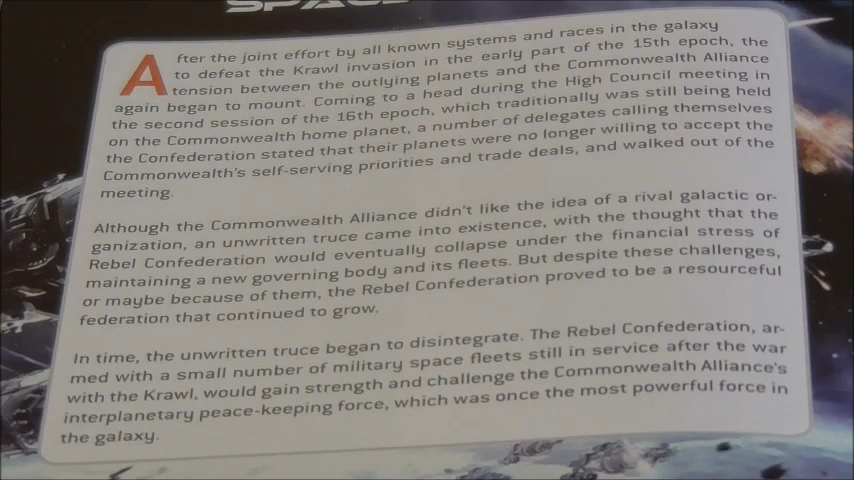 SPACE
After the joint effort by all known systems and races in the galaxy
to defeat the Krawl invasion in the early part of the 15th epoch, the
tension between the outlying planets and the Commonwealth Alliance
again began to mount. Coming to a head during the High Council meeting in
the second session of the 16th epoch, which traditionally was still being held
on the Commonwealth home planet, a number of delegates calling themselves
the Confederation stated that their planets were no longer willing to accept the
Commonwealth's self-serving priorities and trade deals, and walked out of the
meeting.
Although the Commonwealth Alliance didn't like the idea of a rival galactic or-
ganization, an unwritten truce came into existence, with the thought that the
Rebel Confederation would eventually collapse under the financial stress of
maintaining a new governing body and its fleets. But despite these challenges,
or maybe because of them, the Rebel Confederation proved to be a resourceful
federation that continued to grow.
In time, the unwritten truce began to disintegrate. The Rebel Confederation, ar-
med with a small number of military space fleets still in service after the war
with the Krawl, would gain strength and challenge the Commonwealth Alliance's
interplanetary peace-keeping force, which was once the most powerful force in
the galaxy.